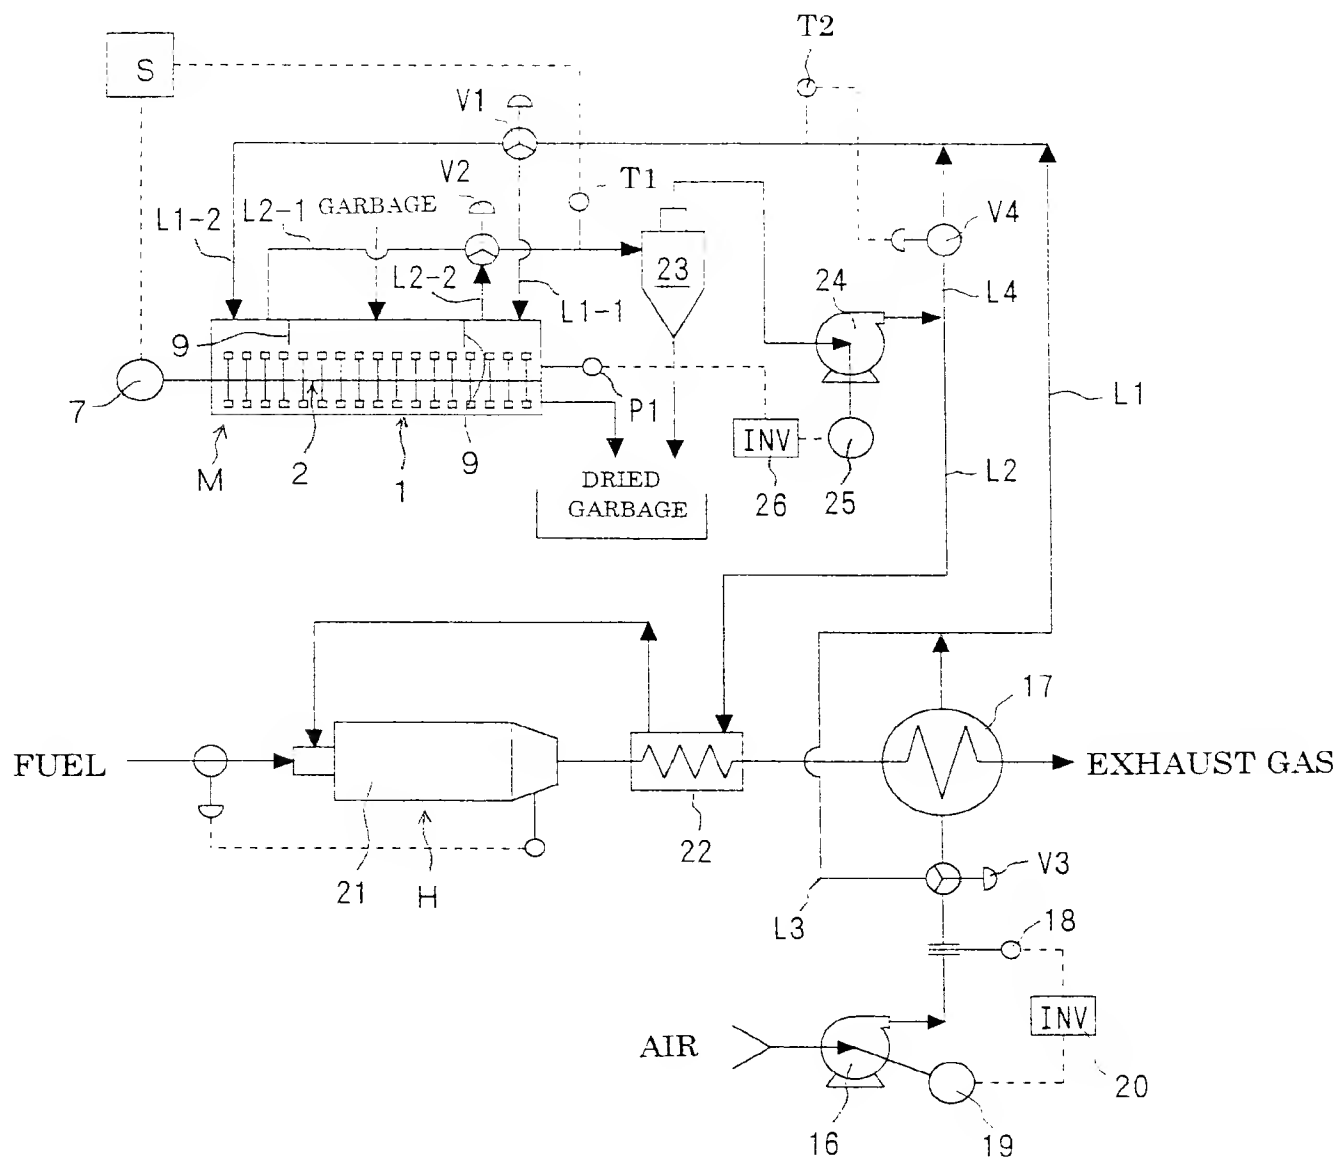 T2
S
V1
V2
T1
L1-2
L2-1
GARBAGE
V4
23
L2-2
L1-1
24
L4
9
7
P1
L1
M
2
1
9
INV
26
25
L2
DRIED
GARBAGE
17
FUEL
EXHAUST GAS
21
H
22
V3
L3
18
INV
AIR
20
16
19